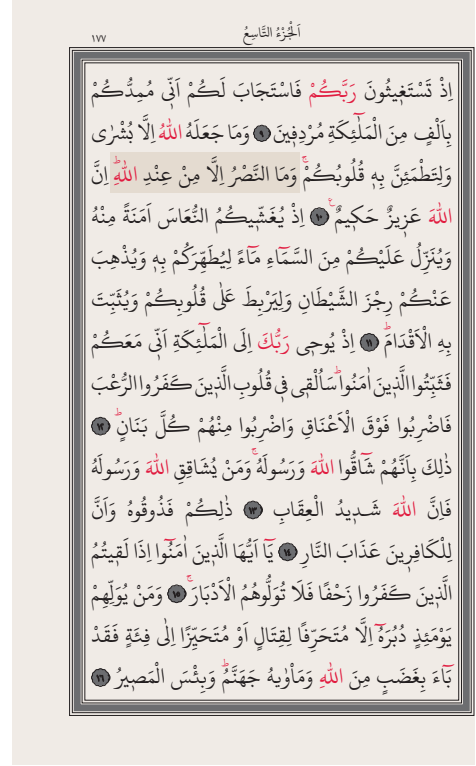 اَلْجُزْءُ التَّاسِعُ
١٧٧
اِذْ تَسْتَغ۪يثُونَ رَبَّكُمْ فَاسْتَجَابَ لَكُمْ اَنّ۪ي مُمِدُّكُمْ
بِاَلْفٍ مِنَ الْمَلٰٓئِكَةِ مُرْدِف۪ينَ ٩ وَمَا جَعَلَهُ اللّٰهُ اِلَّا بُشْرٰى
وَلِتَطْمَئِنَّ بِه۪ قُلُوبُكُمْۚ وَمَا النَّصْرُ اِلَّا مِنْ عِنْدِ اللّٰهِۜ اِنَّ
اللّٰهَ عَز۪يزٌ حَك۪يمٌ۟ ١٠ اِذْ يُغَشّ۪يكُمُ النُّعَاسَ اَمَنَةً مِنْهُ
وَيُنَزِّلُ عَلَيْكُمْ مِنَ السَّمَٓاءِ مَٓاءً لِيُطَهِّرَكُمْ بِه۪ وَيُذْهِبَ
عَنْكُمْ رِجْزَ الشَّيْطَانِ وَلِيَرْبِطَ عَلٰى قُلُوبِكُمْ وَيُثَبِّتَ
بِهِ الْاَقْدَامَۜ ١١ اِذْ يُوح۪ي رَبُّكَ اِلَى الْمَلٰٓئِكَةِ اَنّ۪ي مَعَكُمْ
فَثَبِّتُوا الَّذ۪ينَ اٰمَنُواۜ سَاُلْق۪ي ف۪ي قُلُوبِ الَّذ۪ينَ كَفَرُوا الرُّعْبَ
فَاضْرِبُوا فَوْقَ الْاَعْنَاقِ وَاضْرِبُوا مِنْهُمْ كُلَّ بَنَانٍۜ ١٢
ذٰلِكَ بِاَنَّهُمْ شَٓاقُّوا اللّٰهَ وَرَسُولَهُۚ وَمَنْ يُشَاقِقِ اللّٰهَ وَرَسُولَهُ
فَاِنَّ اللّٰهَ شَد۪يدُ الْعِقَابِ ١٣ ذٰلِكُمْ فَذُوقُوهُ وَاَنَّ
لِلْكَافِر۪ينَ عَذَابَ النَّارِ ١٤ يَٓا اَيُّهَا الَّذ۪ينَ اٰمَنُٓوا اِذَا لَق۪يتُمُ
الَّذ۪ينَ كَفَرُوا زَحْفًا فَلَا تُوَلُّوهُمُ الْاَدْبَارَۚ ١٥ وَمَنْ يُوَلِّهِمْ
يَوْمَئِذٍ دُبُرَهُٓ اِلَّا مُتَحَرِّفًا لِقِتَالٍ اَوْ مُتَحَيِّزًا اِلٰى فِئَةٍ فَقَدْ
بَٓاءَ بِغَضَبٍ مِنَ اللّٰهِ وَمَاْوٰيهُ جَهَنَّمُۜ وَبِئْسَ الْمَص۪يرُ ١٦